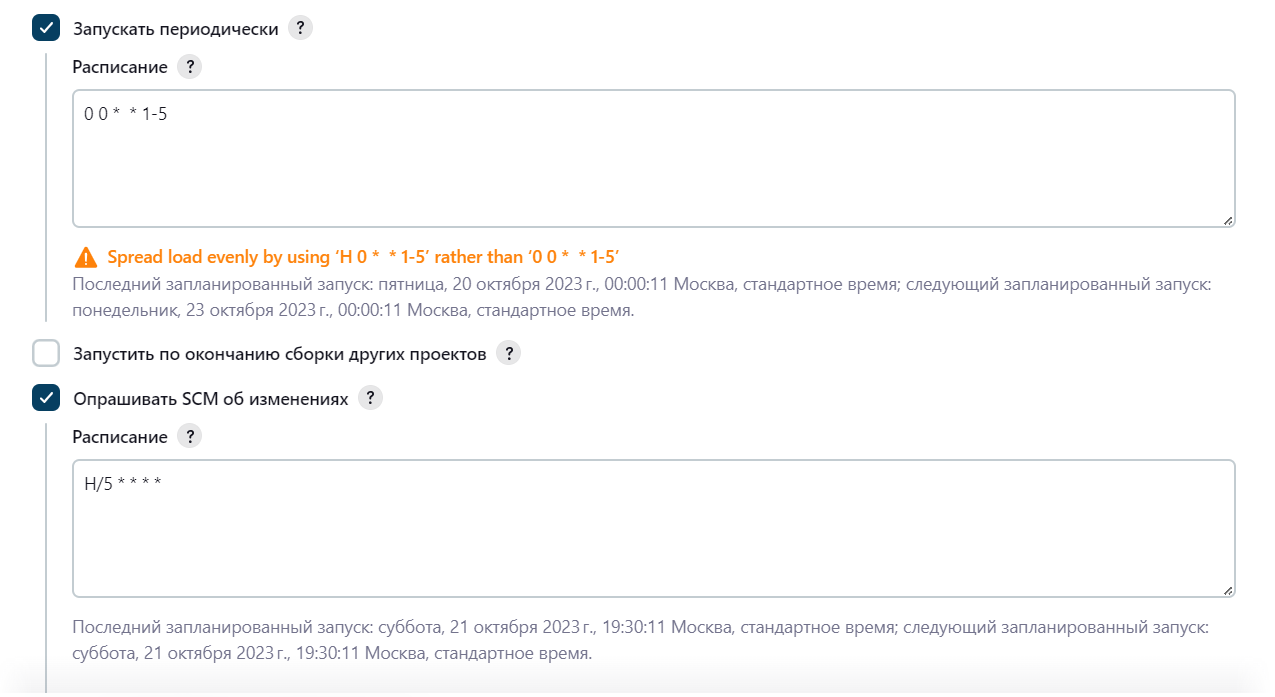 Запускать периодически ?
Расписание ?
0 0 *  * 1-5
Spread load evenly by using ‘H 0 *  * 1-5’ rather than ‘0 0 *  * 1-5’
Последний запланированный запуск: пятница, 20 октября 2023 г., 00:00:11 Москва, стандартное время; следующий запланированный запуск:
понедельник, 23 октября 2023 г., 00:00:11 Москва, стандартное время.
Запустить по окончанию сборки других проектов ?
Опрашивать SCM об изменениях ?
Расписание ?
H/5 * * * *
Последний запланированный запуск: суббота, 21 октября 2023 г., 19:30:11 Москва, стандартное время; следующий запланированный запуск:
суббота, 21 октября 2023 г., 19:30:11 Москва, стандартное время.